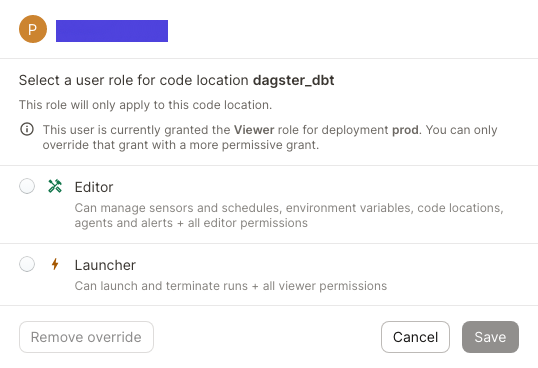 P
Select a user role for code location dagster_dbt
This role will only apply to this code location.
This user is currently granted the Viewer role for deployment prod. You can only
override that grant with a more permissive grant.
Editor
Can manage sensors and schedules, environment variables, code locations,
agents and alerts + all editor permissions
Launcher
Can launch and terminate runs + all viewer permissions
Remove override
Cancel
Save